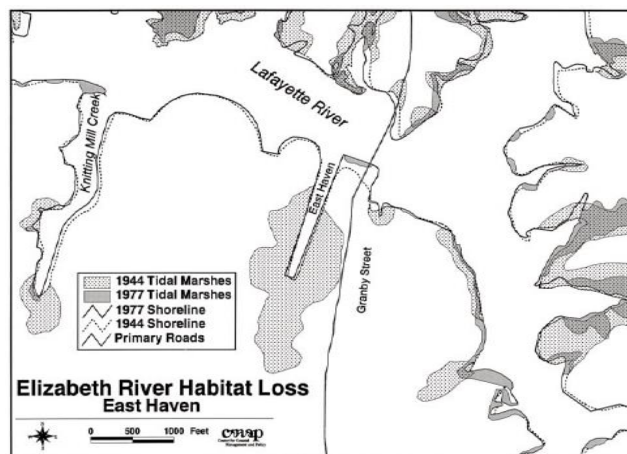 Lafayette River
Knitting Mill Creek
East Haven
Granby Street
1944 Tidal Marshes
1977 Tidal Marshes
1977 Shoreline
1944 Shoreline
Primary Roads
Elizabeth River Habitat Loss
East Haven
0 500 1000 Feet